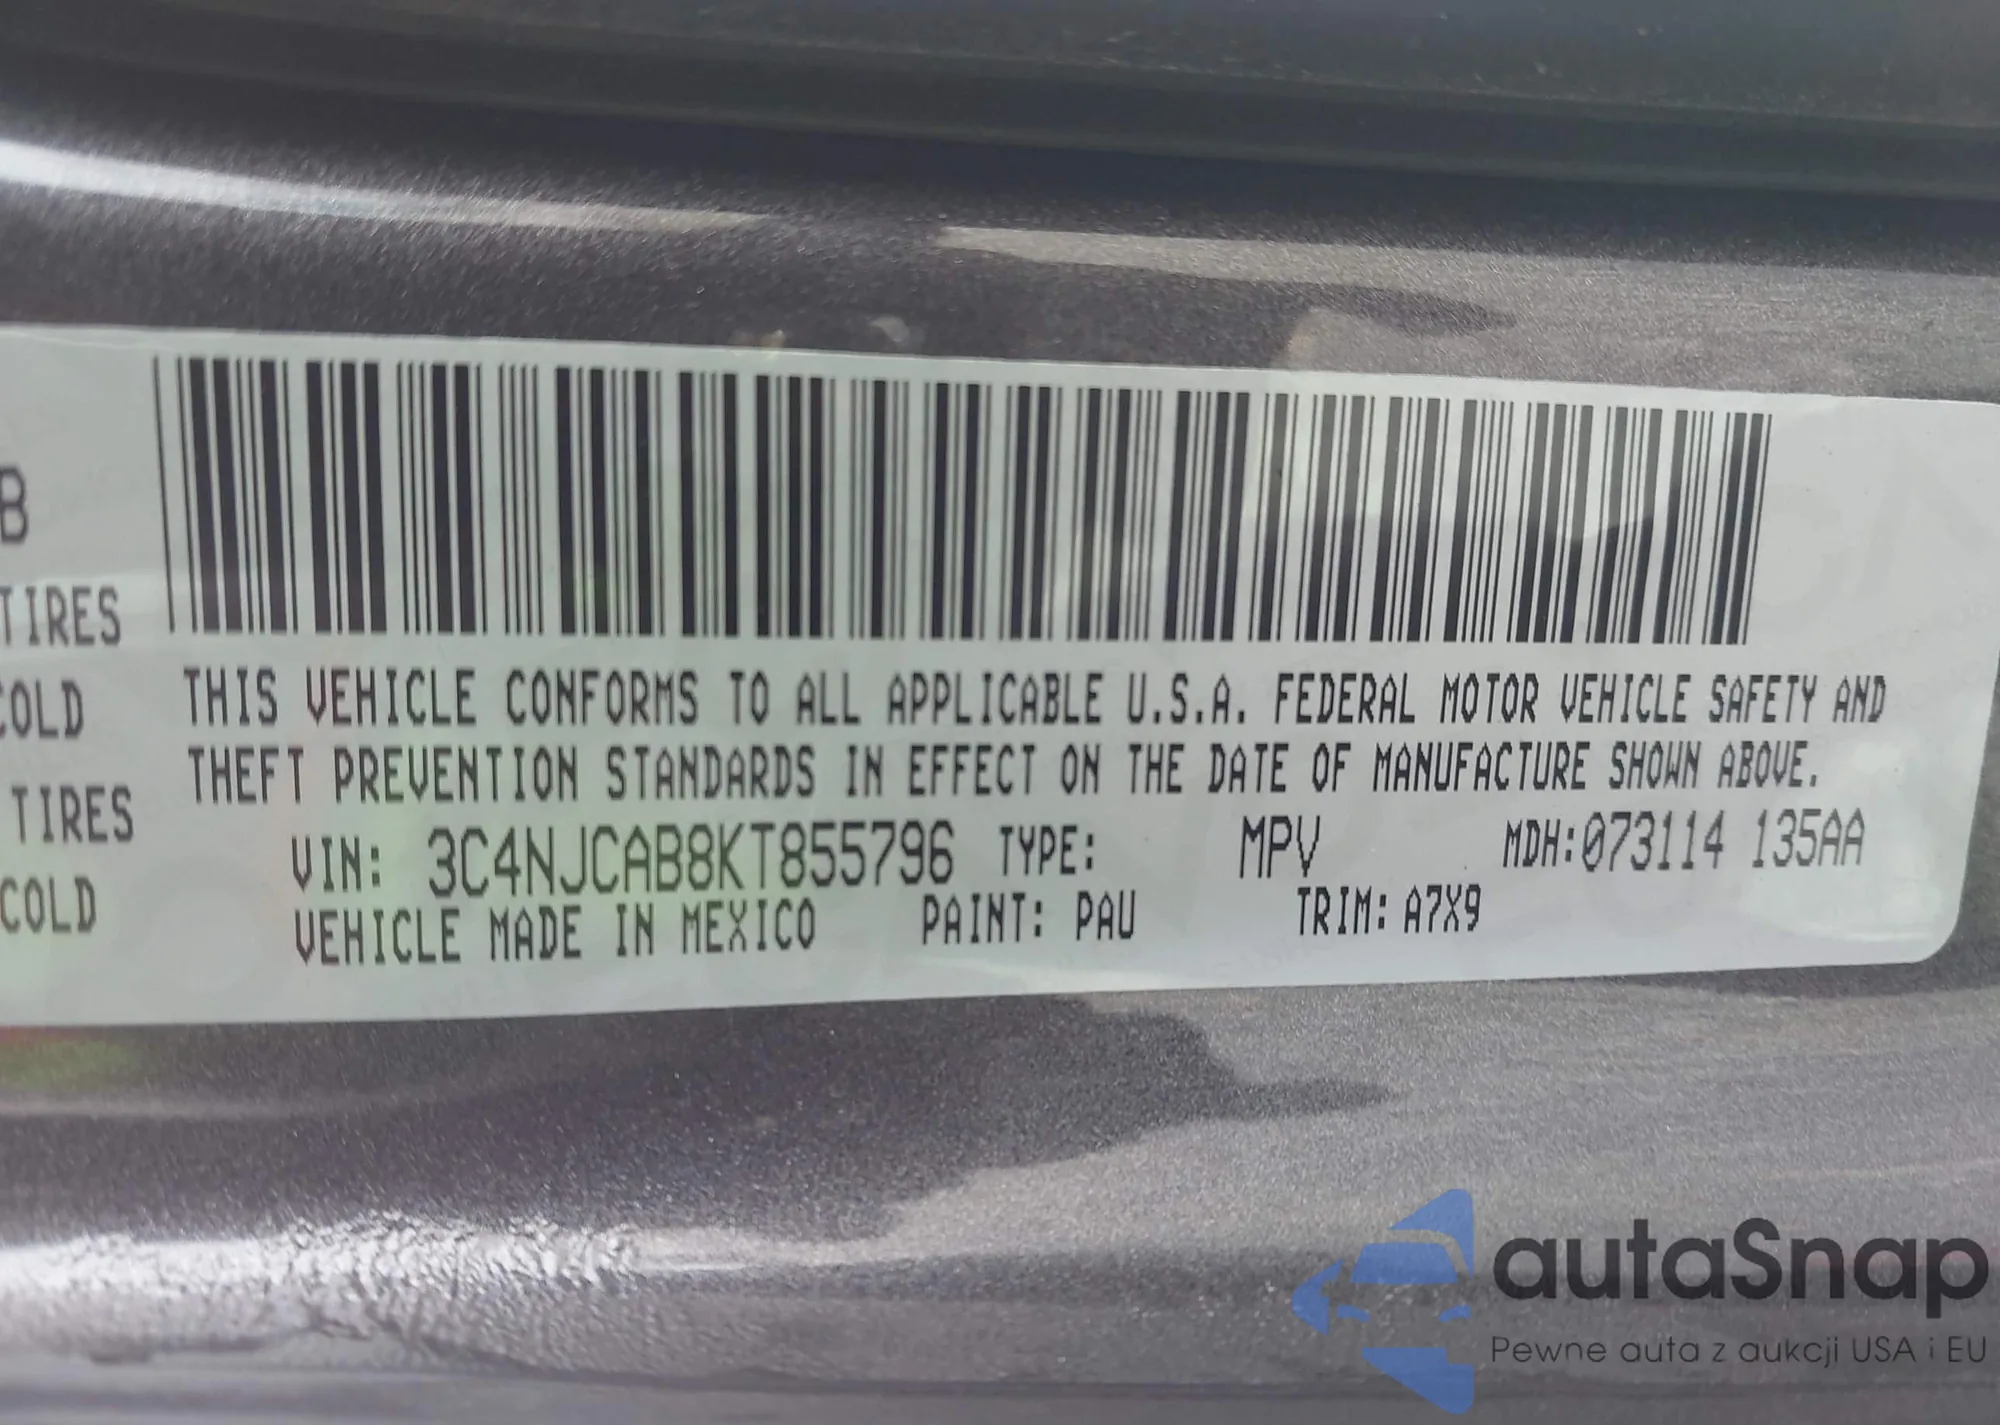 B
TIRES
COLD
TIRES
COLD
THIS VEHICLE CONFORMS TO ALL APPLICABLE U.S.A. FEDERAL MOTOR VEHICLE SAFETY AND
THEFT PREVENTION STANDARDS IN EFFECT ON THE DATE OF MANUFACTURE SHOWN ABOVE.
VIN: 3C4NJCAB8KT855796 TYPE: MPV MDH:073114 135AA
VEHICLE MADE IN MEXICO PAINT: PAU TRIM: A7X9
autaSnap
Pewne auta z aukcji USA i EU